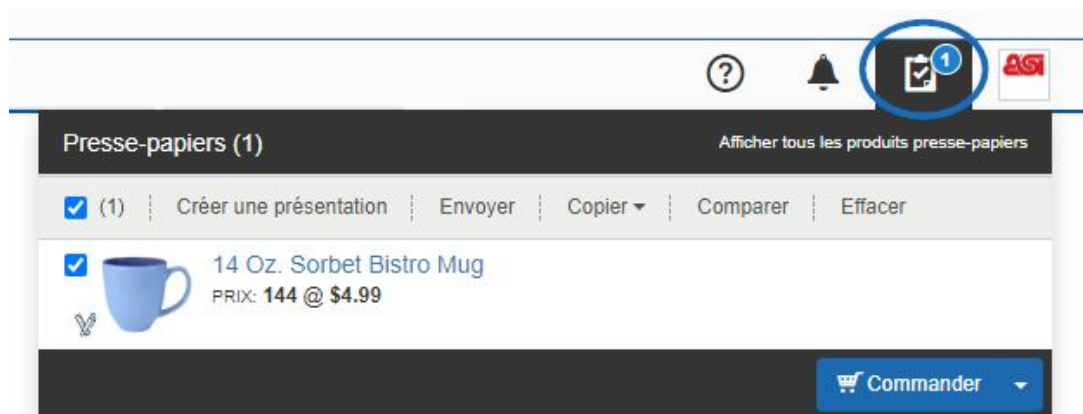 1
asi
Presse-papiers (1)
Afficher tous les produits presse-papiers
(1) Créer une présentation Envoyer Copier Comparer Effacer
14 Oz. Sorbet Bistro Mug
PRIX: 144 @ $4.99
Commander